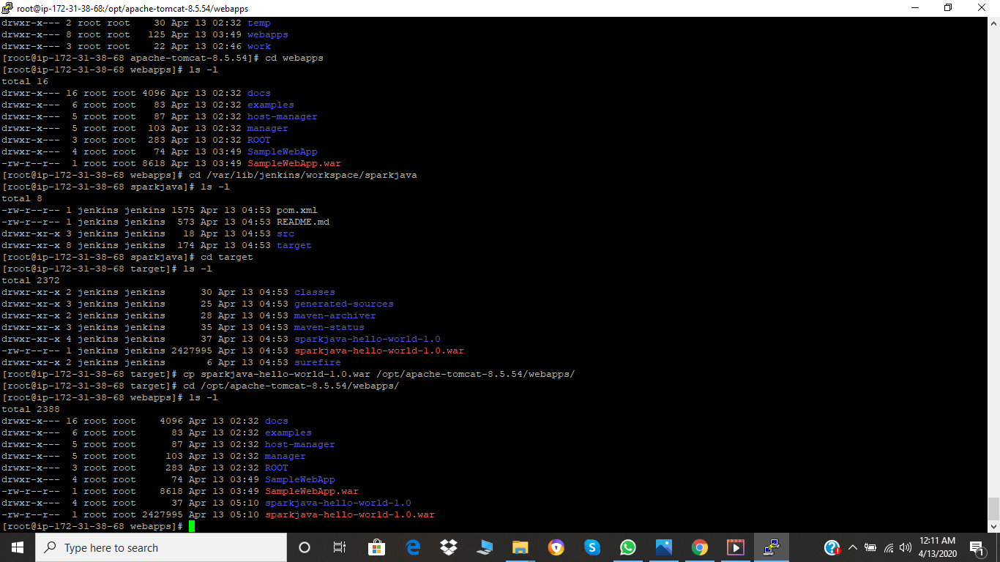 root@ip-172-31-38-68:/opt/apache-tomcat-8.5.54/webapps
drwxr-x--- 2 root root    30 Apr 13 02:32 temp
drwxr-x--- 8 root root   125 Apr 13 03:49 webapps
drwxr-x--- 3 root root    22 Apr 13 02:46 work
[root@ip-172-31-38-68 apache-tomcat-8.5.54]# cd webapps
[root@ip-172-31-38-68 webapps]# ls -l
total 16
drwxr-x--- 16 root root 4096 Apr 13 02:32 docs
drwxr-x---  6 root root   83 Apr 13 02:32 examples
drwxr-x---  5 root root   87 Apr 13 02:32 host-manager
drwxr-x---  5 root root  103 Apr 13 02:32 manager
drwxr-x---  3 root root  283 Apr 13 02:32 ROOT
drwxr-x---  4 root root   74 Apr 13 03:49 SampleWebApp
-rw-r--r--  1 root root 8618 Apr 13 03:49 SampleWebApp.war
[root@ip-172-31-38-68 webapps]# cd /var/lib/jenkins/workspace/sparkjava
[root@ip-172-31-38-68 sparkjava]# ls -l
total 8
-rw-r--r-- 1 jenkins jenkins 1575 Apr 13 04:53 pom.xml
-rw-r--r-- 1 jenkins jenkins  573 Apr 13 04:53 README.md
drwxr-xr-x 3 jenkins jenkins   18 Apr 13 04:53 src
drwxr-xr-x 8 jenkins jenkins  174 Apr 13 04:53 target
[root@ip-172-31-38-68 sparkjava]# cd target
[root@ip-172-31-38-68 target]# ls -l
total 2372
drwxr-xr-x 2 jenkins jenkins      30 Apr 13 04:53 classes
drwxr-xr-x 3 jenkins jenkins      25 Apr 13 04:53 generated-sources
drwxr-xr-x 2 jenkins jenkins      28 Apr 13 04:53 maven-archiver
drwxr-xr-x 3 jenkins jenkins      35 Apr 13 04:53 maven-status
drwxr-xr-x 4 jenkins jenkins      37 Apr 13 04:53 sparkjava-hello-world-1.0
-rw-r--r-- 1 jenkins jenkins 2427995 Apr 13 04:53 sparkjava-hello-world-1.0.war
drwxr-xr-x 2 jenkins jenkins       6 Apr 13 04:53 surefire
[root@ip-172-31-38-68 target]# cp sparkjava-hello-world-1.0.war /opt/apache-tomcat-8.5.54/webapps/
[root@ip-172-31-38-68 target]# cd /opt/apache-tomcat-8.5.54/webapps/
[root@ip-172-31-38-68 webapps]# ls -l
total 2388
drwxr-x--- 16 root root    4096 Apr 13 02:32 docs
drwxr-x---  6 root root      83 Apr 13 02:32 examples
drwxr-x---  5 root root      87 Apr 13 02:32 host-manager
drwxr-x---  5 root root     103 Apr 13 02:32 manager
drwxr-x---  3 root root     283 Apr 13 02:32 ROOT
drwxr-x---  4 root root      74 Apr 13 03:49 SampleWebApp
-rw-r--r--  1 root root    8618 Apr 13 03:49 SampleWebApp.war
drwxr-x---  4 root root      37 Apr 13 05:10 sparkjava-hello-world-1.0
-rw-r--r--  1 root root 2427995 Apr 13 05:10 sparkjava-hello-world-1.0.war
[root@ip-172-31-38-68 webapps]#
Type here to search
12:11 AM
4/13/2020
1